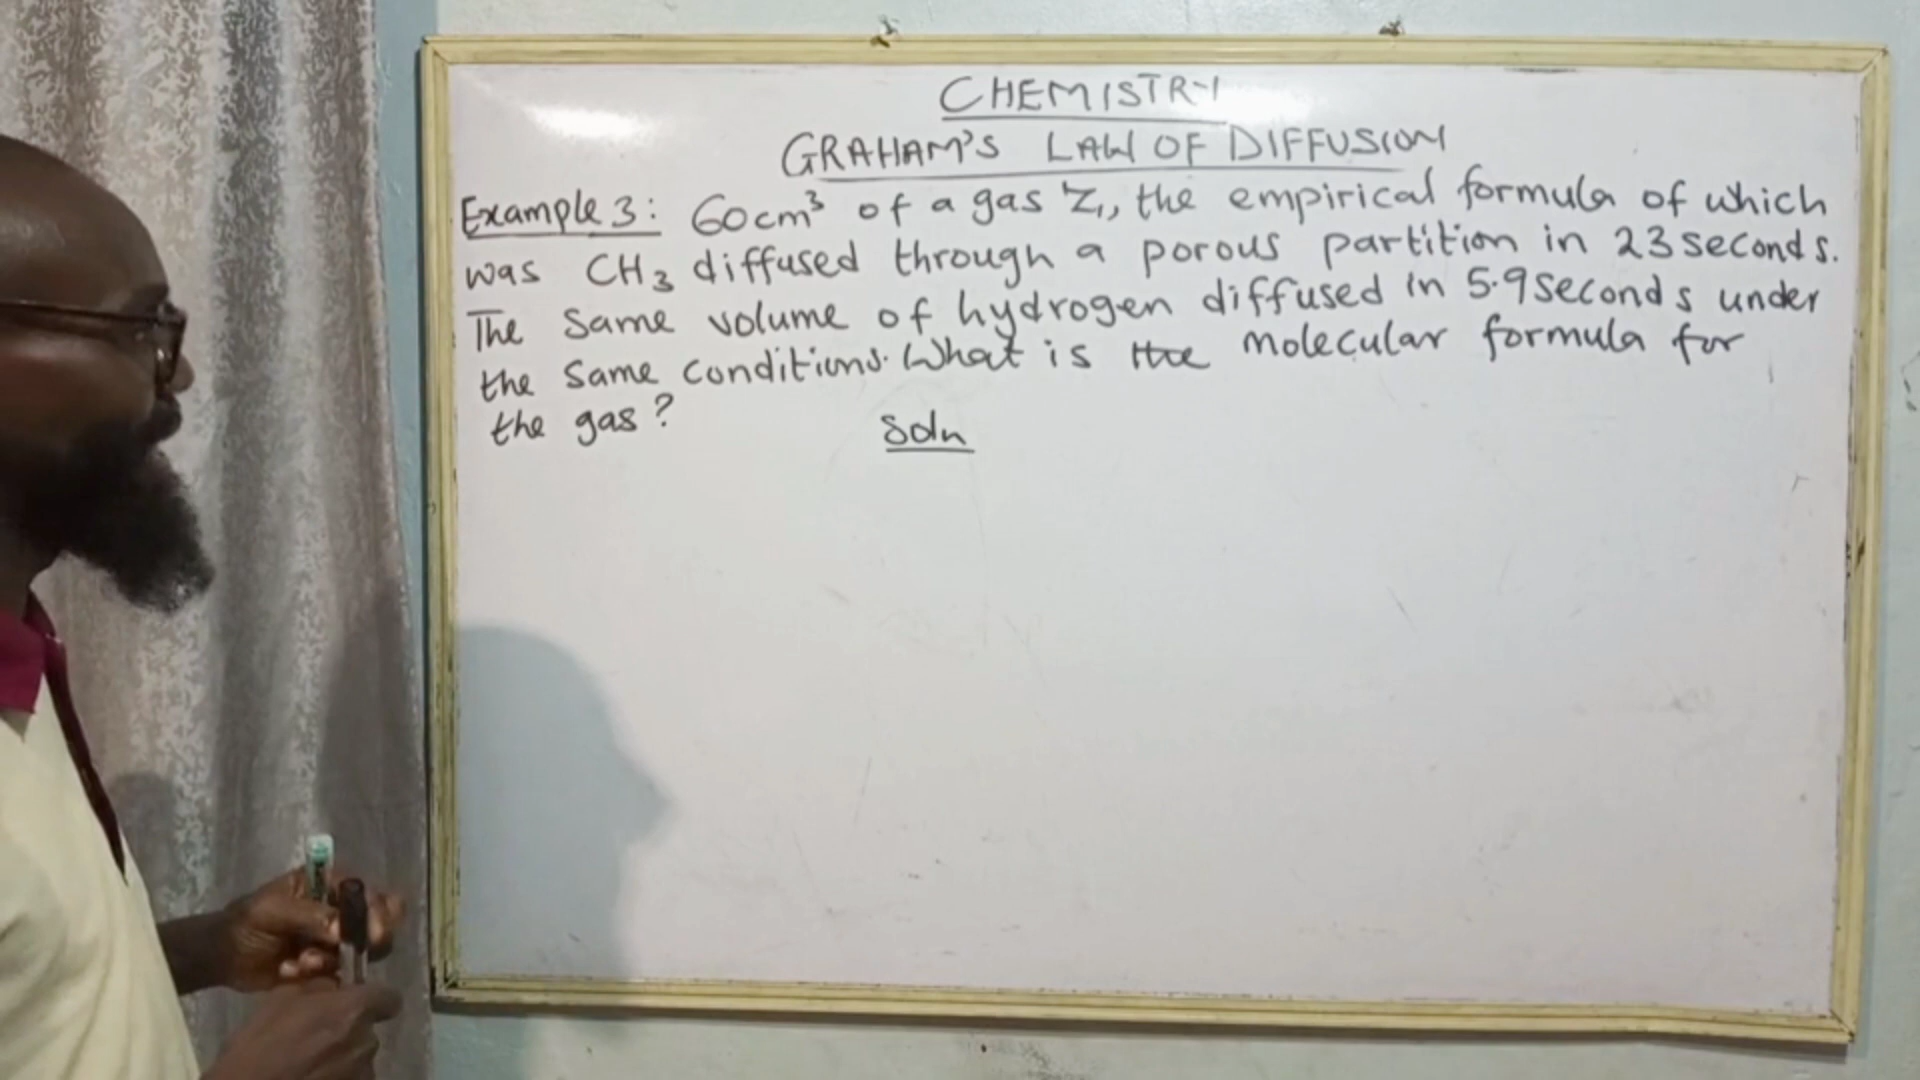 CHEMISTRY
GRAHAM'S LAW OF DIFFUSION
Example 3: 60cm³ of a gas Z, the empirical formula of which
was CH₃ diffused through a porous partition in 23 seconds.
The same volume of hydrogen diffused in 5.9 seconds under
the same conditions. What is the molecular formula for
the gas?
Soln